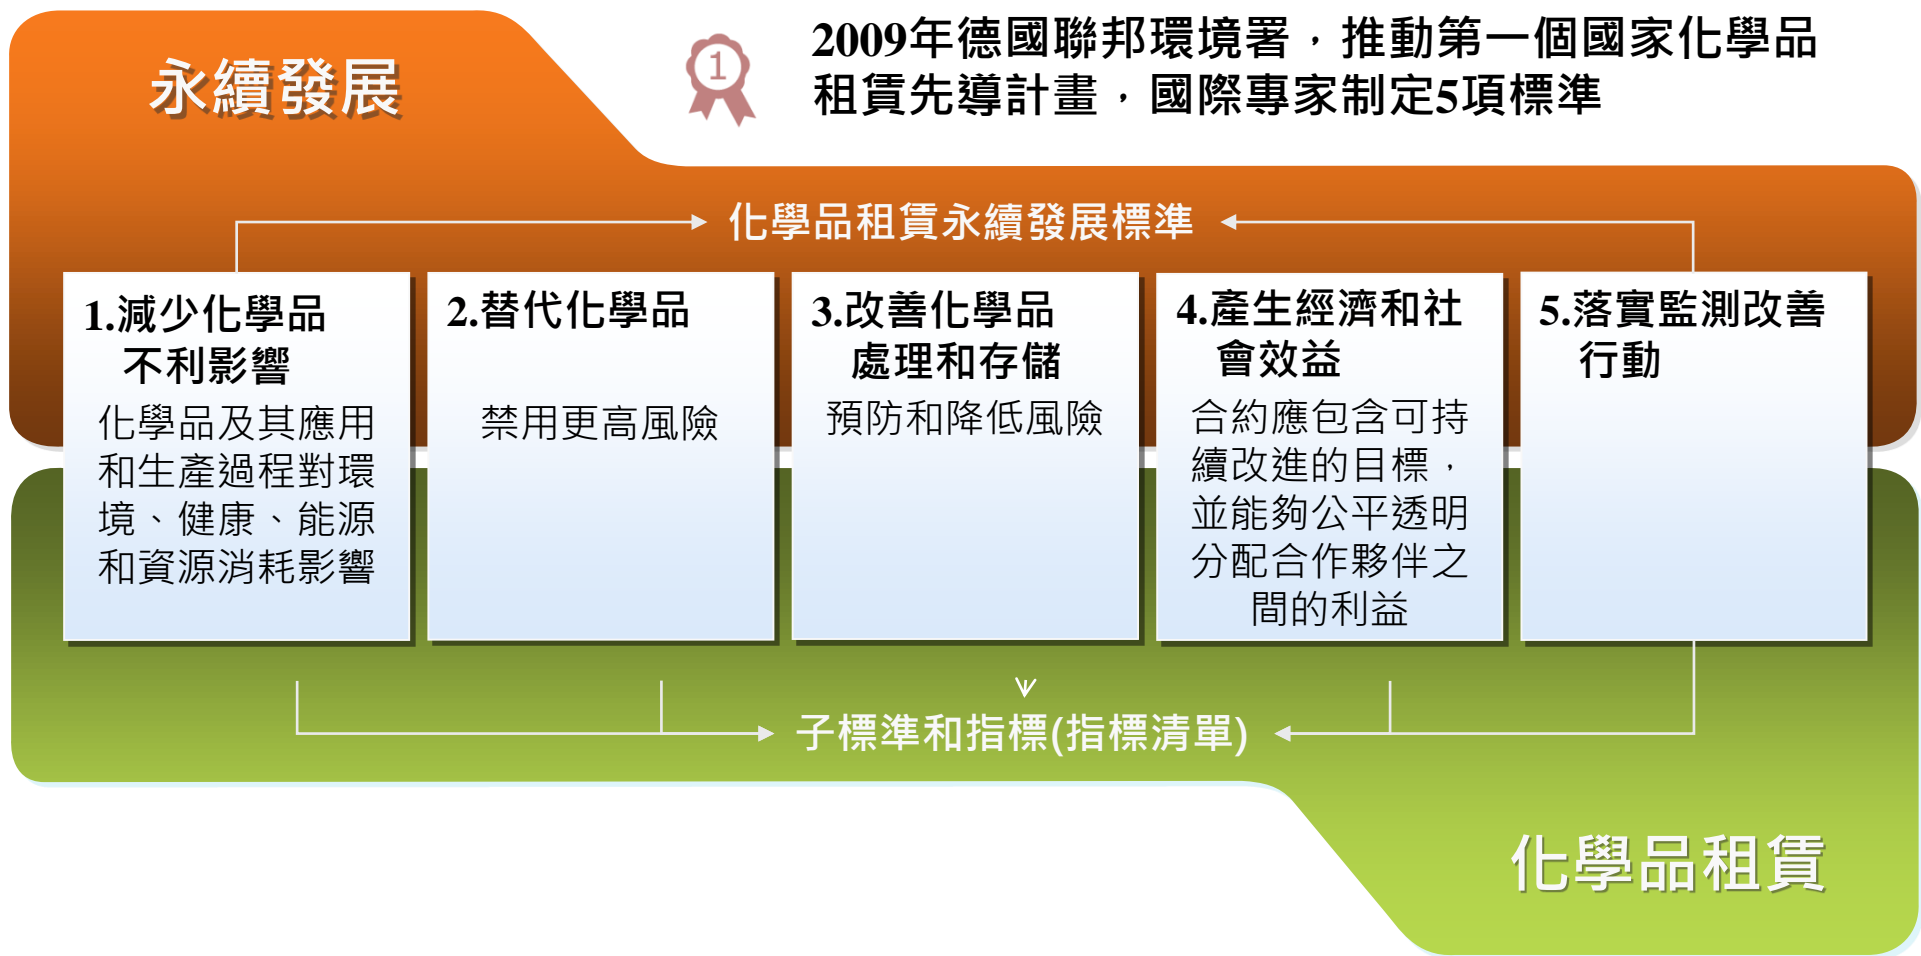 永續發展
1
2009年德國聯邦環境署，推動第一個國家化學品
租賃先導計畫，國際專家制定5項標準
化學品租賃永續發展標準
1.減少化學品
不利影響
化學品及其應用
和生產過程對環
境、健康、能源
和資源消耗影響
2.替代化學品
禁用更高風險
3.改善化學品
處理和存儲
預防和降低風險
4.產生經濟和社
會效益
合約應包含可持
續改進的目標，
並能夠公平透明
分配合作夥伴之
間的利益
5.落實監測改善
行動
子標準和指標(指標清單)
化學品租賃